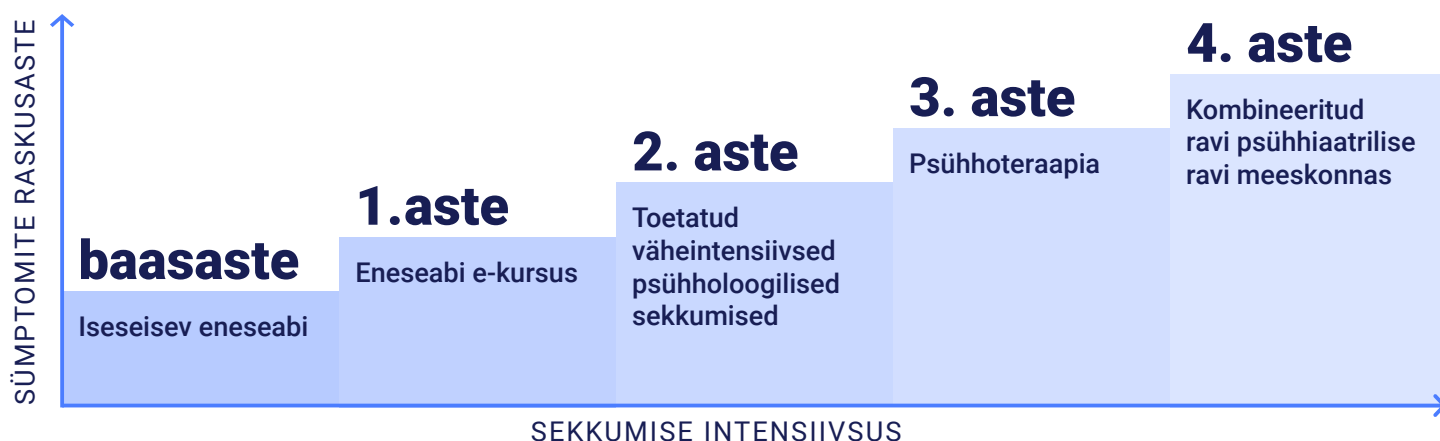 SÜMPTOMITE RASKUSASTE
baasaste
Iseseisev eneseabi
1.aste
Eneseabi e-kursus
2. aste
Toetatud
väheintensiivsed
psühholoogilised
sekkumised
3. aste
Psühhoteraapia
4. aste
Kombineeritud
ravi psühhiaatrilise
ravi meeskonnas
SEKKUMISE INTENSIIVSUS